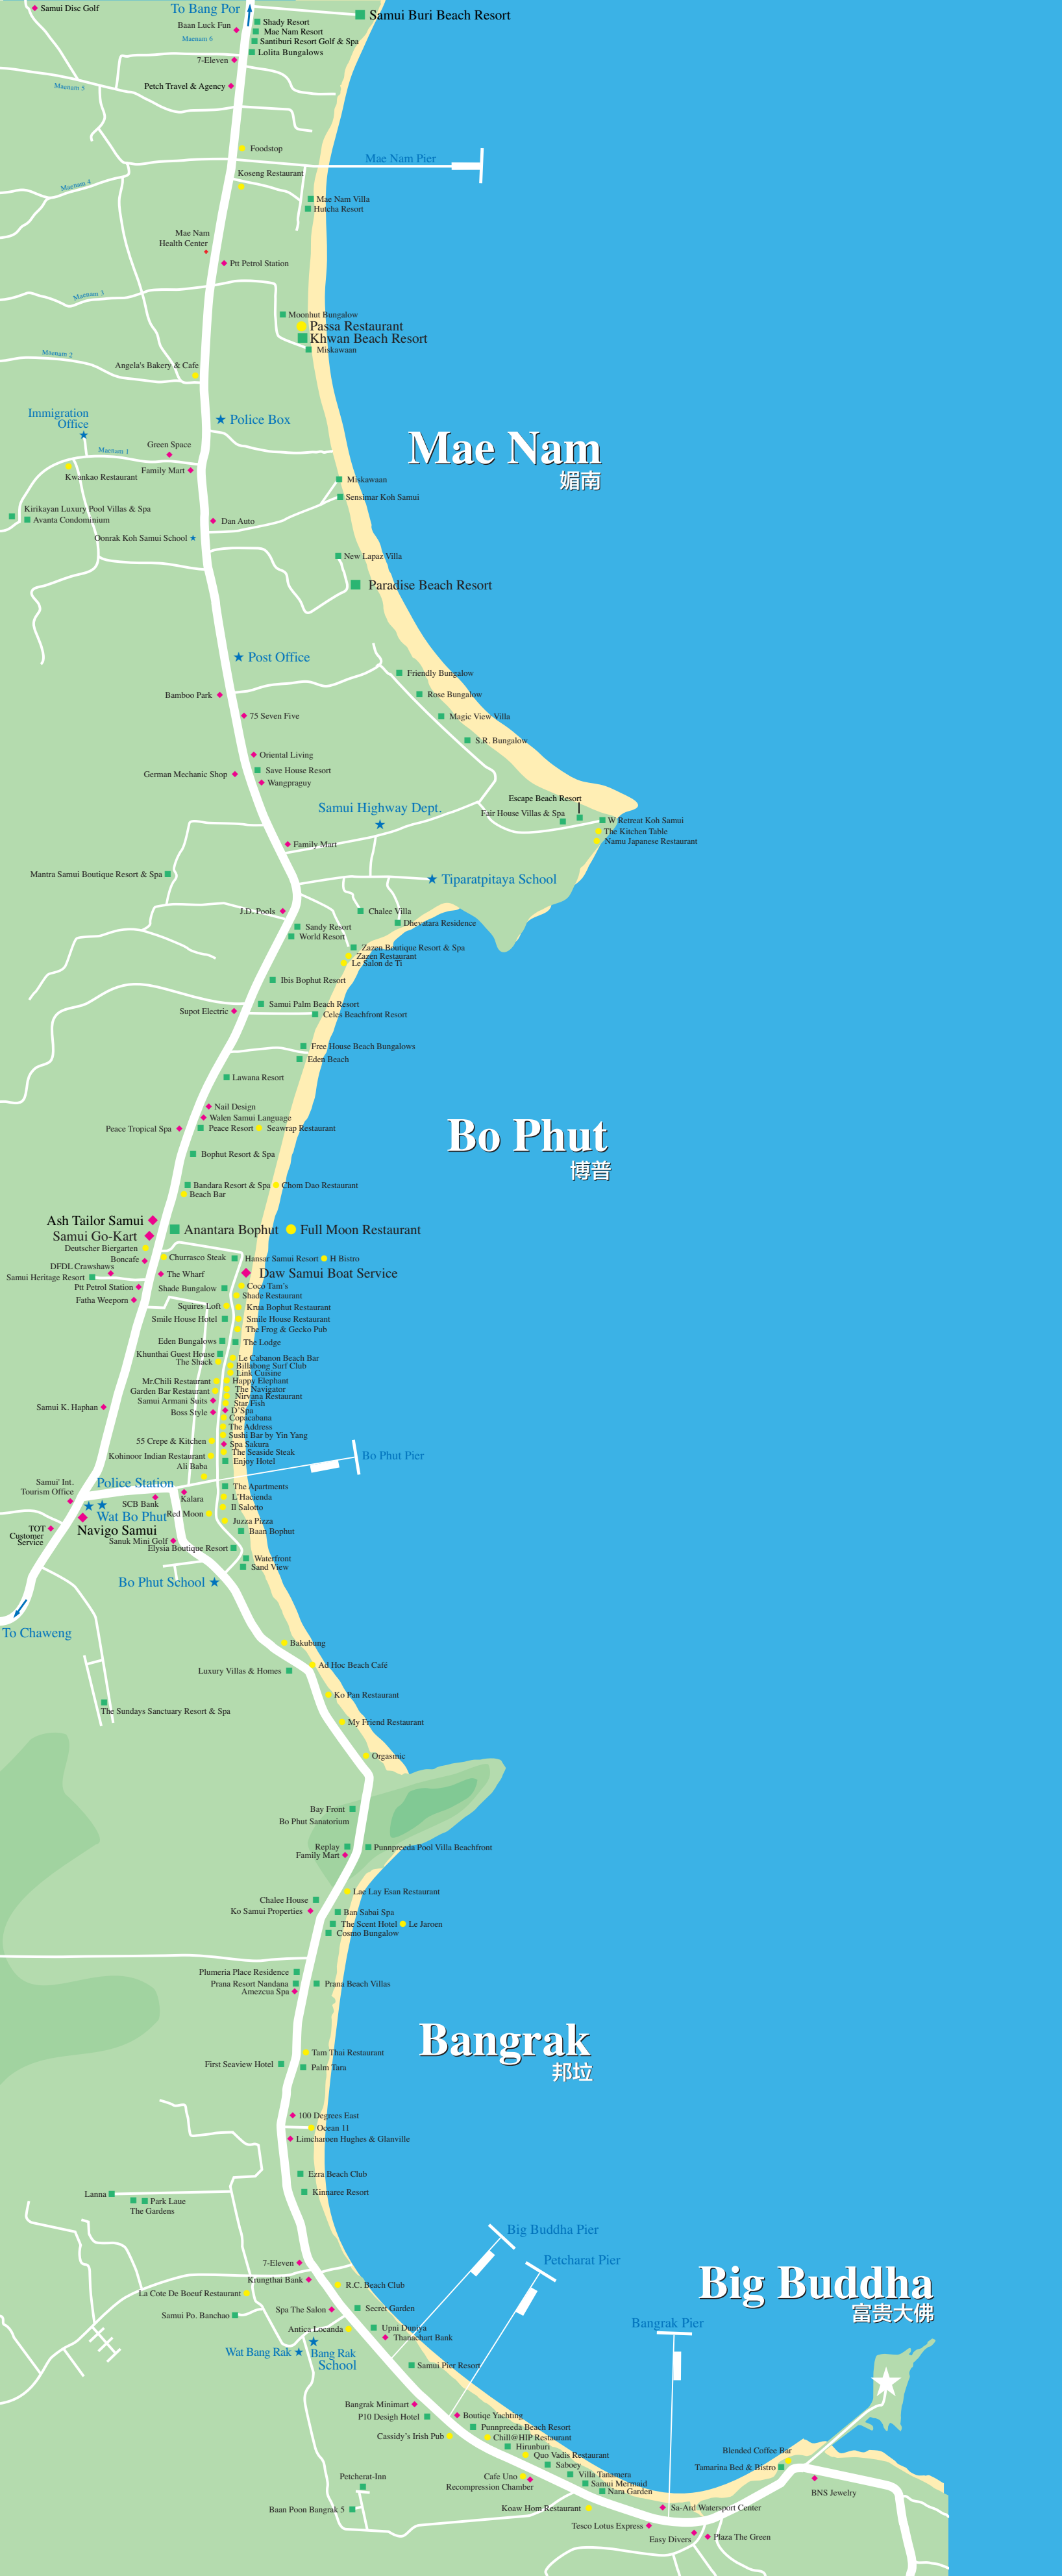 Samui Disc Golf
To Bang Por
Samui Buri Beach Resort
Baan Luck Fun
Shady Resort
Mae Nam Resort
Maenam 6
Santiburi Resort Golf & Spa
Lolita Bungalows
7-Eleven
Maenam 5
Petch Travel & Agency
Foodstop
Mae Nam Pier
Koseng Restaurant
Maenam 4
Mae Nam Villa
Hutcha Resort
Mae Nam
Health Center
Ptt Petrol Station
Maenam 3
Moonhut Bungalow
Passa Restaurant
Khwan Beach Resort
Miskawaan
Maenam 2
Angela's Bakery & Cafe
Immigration
Office
Police Box
Mae Nam
媚南
Green Space
Maenam 1
Family Mart
Kwankao Restaurant
Miskawaan
Sensimar Koh Samui
Kirikayan Luxury Pool Villas & Spa
Avanta Condominium
Dan Auto
Oonrak Koh Samui School
New Lapaz Villa
Paradise Beach Resort
Post Office
Friendly Bungalow
Bamboo Park
Rose Bungalow
75 Seven Five
Magic View Villa
S.R. Bungalow
Oriental Living
German Mechanic Shop
Save House Resort
Wangpraguy
Samui Highway Dept.
Escape Beach Resort
Fair House Villas & Spa
W Retreat Koh Samui
The Kitchen Table
Namu Japanese Restaurant
Family Mart
Mantra Samui Boutique Resort & Spa
Tiparatpitaya School
J.D. Pools
Chalee Villa
Dhevatara Residence
Sandy Resort
World Resort
Zazen Boutique Resort & Spa
Zazen Restaurant
Le Salon de Ti
Ibis Bophut Resort
Samui Palm Beach Resort
Supot Electric
Celes Beachfront Resort
Free House Beach Bungalows
Eden Beach
Lawana Resort
Nail Design
Walen Samui Language
Peace Tropical Spa
Peace Resort
Seawrap Restaurant
Bo Phut
博普
Bophut Resort & Spa
Bandara Resort & Spa
Chom Dao Restaurant
Beach Bar
Ash Tailor Samui
Samui Go-Kart
Anantara Bophut
Full Moon Restaurant
Deutscher Biergarten
Boncafe
Churrasco Steak
Hansar Samui Resort
H Bistro
DFDL Crawshaws
Samui Heritage Resort
The Wharf
Daw Samui Boat Service
Ptt Petrol Station
Shade Bungalow
Coco Tam's
Shade Restaurant
Fatha Weeporn
Squires Loft
Krua Bophut Restaurant
Smile House Hotel
Smile House Restaurant
The Frog & Gecko Pub
Eden Bungalows
The Lodge
Khunthai Guest House
The Shack
Le Cabanon Beach Bar
Billabong Surf Club
Link Cuisine
Mr.Chili Restaurant
Happy Elephant
Garden Bar Restaurant
The Navigator
Nirvana Restaurant
Samui Armani Suits
Star Fish
Samui K. Haphan
Boss Style
D'Spa
Copacabana
The Address
Sushi Bar by Yin Yang
55 Crepe & Kitchen
Spa Sakura
The Seaside Steak
Kohinoor Indian Restaurant
Enjoy Hotel
Bo Phut Pier
Ali Baba
Samui' Int.
Tourism Office
Police Station
The Apartments
SCB Bank
Kalara
L'Hacienda
Il Salotto
Wat Bo Phut
Red Moon
Juzza Pizza
TOT
Customer
Service
Navigo Samui
Baan Bophut
Sanuk Mini Golf
Elysia Boutique Resort
Waterfront
Sand View
Bo Phut School
To Chaweng
Bakubung
Ad Hoc Beach Café
Luxury Villas & Homes
Ko Pan Restaurant
The Sundays Sanctuary Resort & Spa
My Friend Restaurant
Orgasmic
Bay Front
Bo Phut Sanatorium
Replay
Family Mart
Punnpreeda Pool Villa Beachfront
Lae Lay Esan Restaurant
Chalee House
Ko Samui Properties
Ban Sabai Spa
The Scent Hotel
Le Jaroen
Cosmo Bungalow
Plumeria Place Residence
Prana Resort Nandana
Prana Beach Villas
Amezcua Spa
Bangrak
邦垃
Tam Thai Restaurant
First Seaview Hotel
Palm Tara
100 Degrees East
Ocean 11
Limcharoen Hughes & Glanville
Ezra Beach Club
Kinnaree Resort
Lanna
Park Laue
The Gardens
Big Buddha Pier
Petcharat Pier
7-Eleven
Krungthai Bank
R.C. Beach Club
La Cote De Boeuf Restaurant
Big Buddha
富贵大佛
Samui Po. Banchao
Spa The Salon
Secret Garden
Antica Locanda
Upni Duniya
Thanachart Bank
Bangrak Pier
Wat Bang Rak
Bang Rak
School
Samui Pier Resort
Bangrak Minimart
P10 Desigh Hotel
Boutiqe Yachting
Punnpreeda Beach Resort
Cassidy's Irish Pub
Chill@HIP Restaurant
Hirunburi
Quo Vadis Restaurant
Blended Coffee Bar
Saboey
Tamarina Bed & Bistro
Petcherat-Inn
Cafe Uno
Villa Tanamera
Recompression Chamber
Samui Mermaid
Nara Garden
BNS Jewelry
Baan Poon Bangrak 5
Koaw Hom Restaurant
Sa-Ard Watersport Center
Tesco Lotus Express
Easy Divers
Plaza The Green